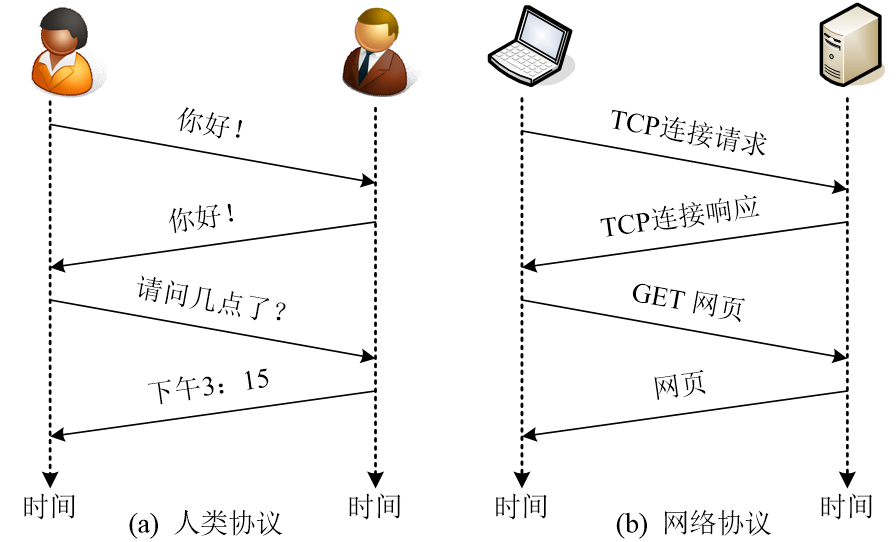 你好!
你好!
请问几点了?
下午3：15
时间
时间
(a) 人类协议
TCP连接请求
TCP连接响应
GET 网页
网页
时间
时间
(b) 网络协议